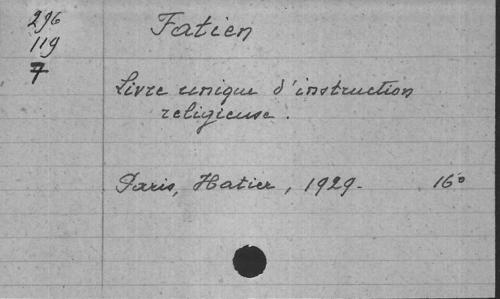 296
119
7
Fatien
Livre unique d'instruction
religieuse.
Paris, Hatier, 1929. 16°